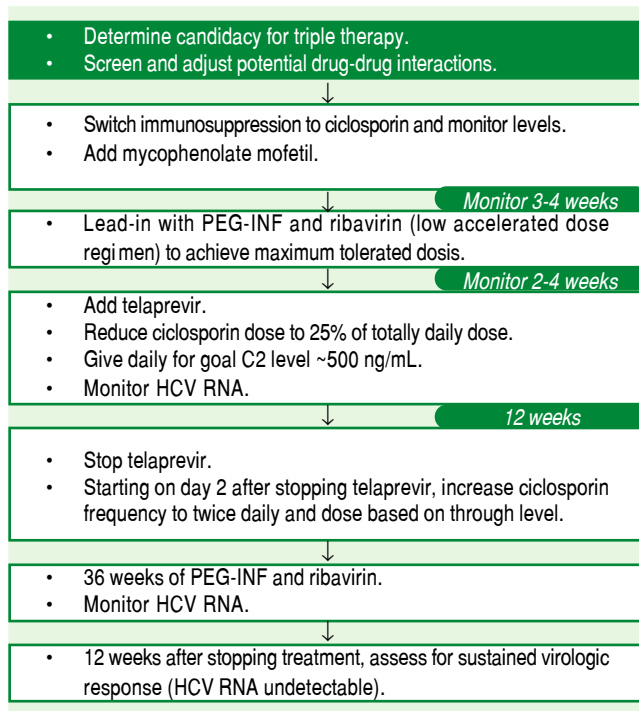 • Determine candidacy for triple therapy.
• Screen and adjust potential drug-drug interactions.
↓
• Switch immunosuppression to ciclosporin and monitor levels.
• Add mycophenolate mofetil.
↓
Monitor 3-4 weeks
• Lead-in with PEG-INF and ribavirin (low accelerated dose
regimen) to achieve maximum tolerated dosis.
↓
Monitor 2-4 weeks
• Add telaprevir.
• Reduce ciclosporin dose to 25% of totally daily dose.
• Give daily for goal C2 level ~500 ng/mL.
• Monitor HCV RNA.
↓
12 weeks
• Stop telaprevir.
• Starting on day 2 after stopping telaprevir, increase ciclosporin
frequency to twice daily and dose based on through level.
↓
• 36 weeks of PEG-INF and ribavirin.
• Monitor HCV RNA.
↓
• 12 weeks after stopping treatment, assess for sustained virologic
response (HCV RNA undetectable).